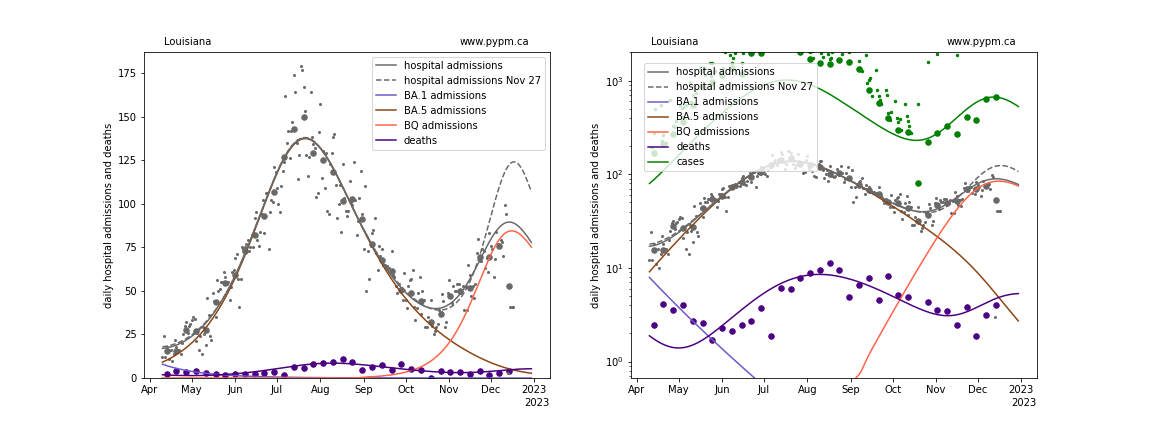 Louisiana www.pypm.ca
daily hospital admissions and deaths
175
150
125
100
75
50
25
0
hospital admissions
hospital admissions Nov 27
BA.1 admissions
BA.5 admissions
BQ admissions
deaths
Apr May Jun Jul Aug Sep Oct Nov Dec 2023
2023
Louisiana www.pypm.ca
daily hospital admissions and deaths
10³
10²
10¹
10⁰
hospital admissions
hospital admissions Nov 27
BA.1 admissions
BA.5 admissions
BQ admissions
deaths
cases
Apr May Jun Jul Aug Sep Oct Nov Dec 2023
2023